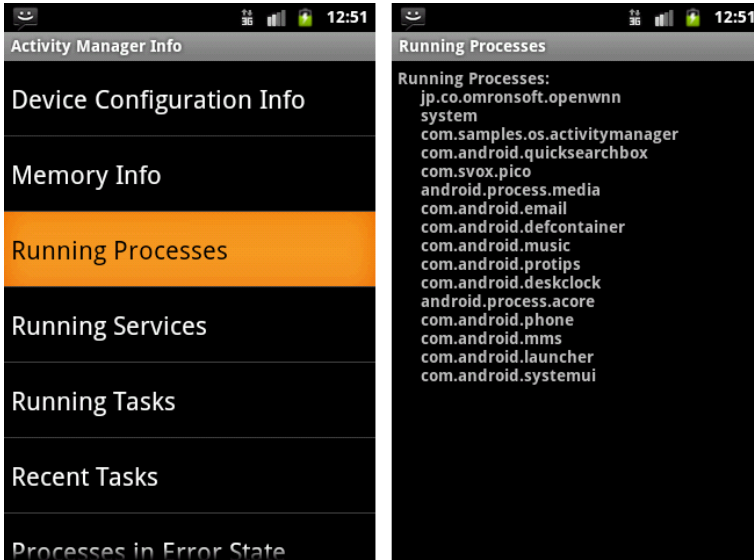 3G 12:51
Activity Manager Info
Device Configuration Info
Memory Info
Running Processes
Running Services
Running Tasks
Recent Tasks
Processes in Error State
3G 12:51
Running Processes
Running Processes:
jp.co.omronsoft.openwnn
system
com.samples.os.activitymanager
com.android.quicksearchbox
com.svox.pico
android.process.media
com.android.email
com.android.defcontainer
com.android.music
com.android.protips
com.android.deskclock
android.process.acore
com.android.phone
com.android.mms
com.android.launcher
com.android.systemui